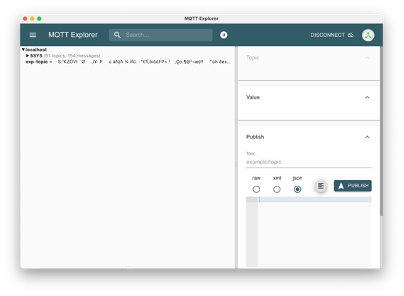 MQTT Explorer
MQTT Explorer
Search...
DISCONNECT
▼localhost
▶ $SYS (51 topics, 154 messages)
exp-topic =
Topic
Value
Publish
Topic
example/topic
raw
xml
json
PUBLISH